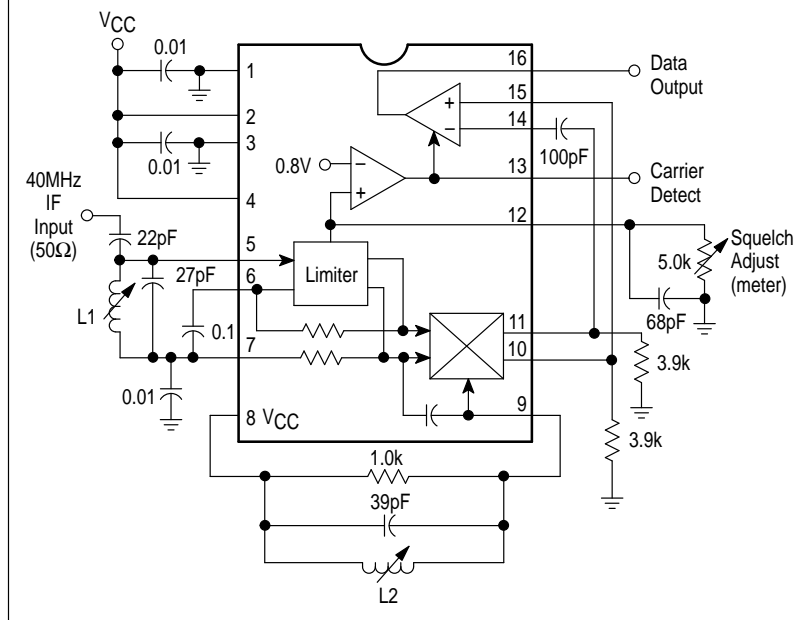 VCC
0.01
1
2
3
0.01
4
40MHz
IF
Input
(50Ω)
22pF
5
27pF
6
L1
0.1
7
0.01
8 VCC
Limiter
0.8V
−
+
+
−
16
Data
Output
15
14
100pF
13
Carrier
Detect
12
Squelch
Adjust
(meter)
5.0k
68pF
11
10
3.9k
9
3.9k
1.0k
39pF
L2